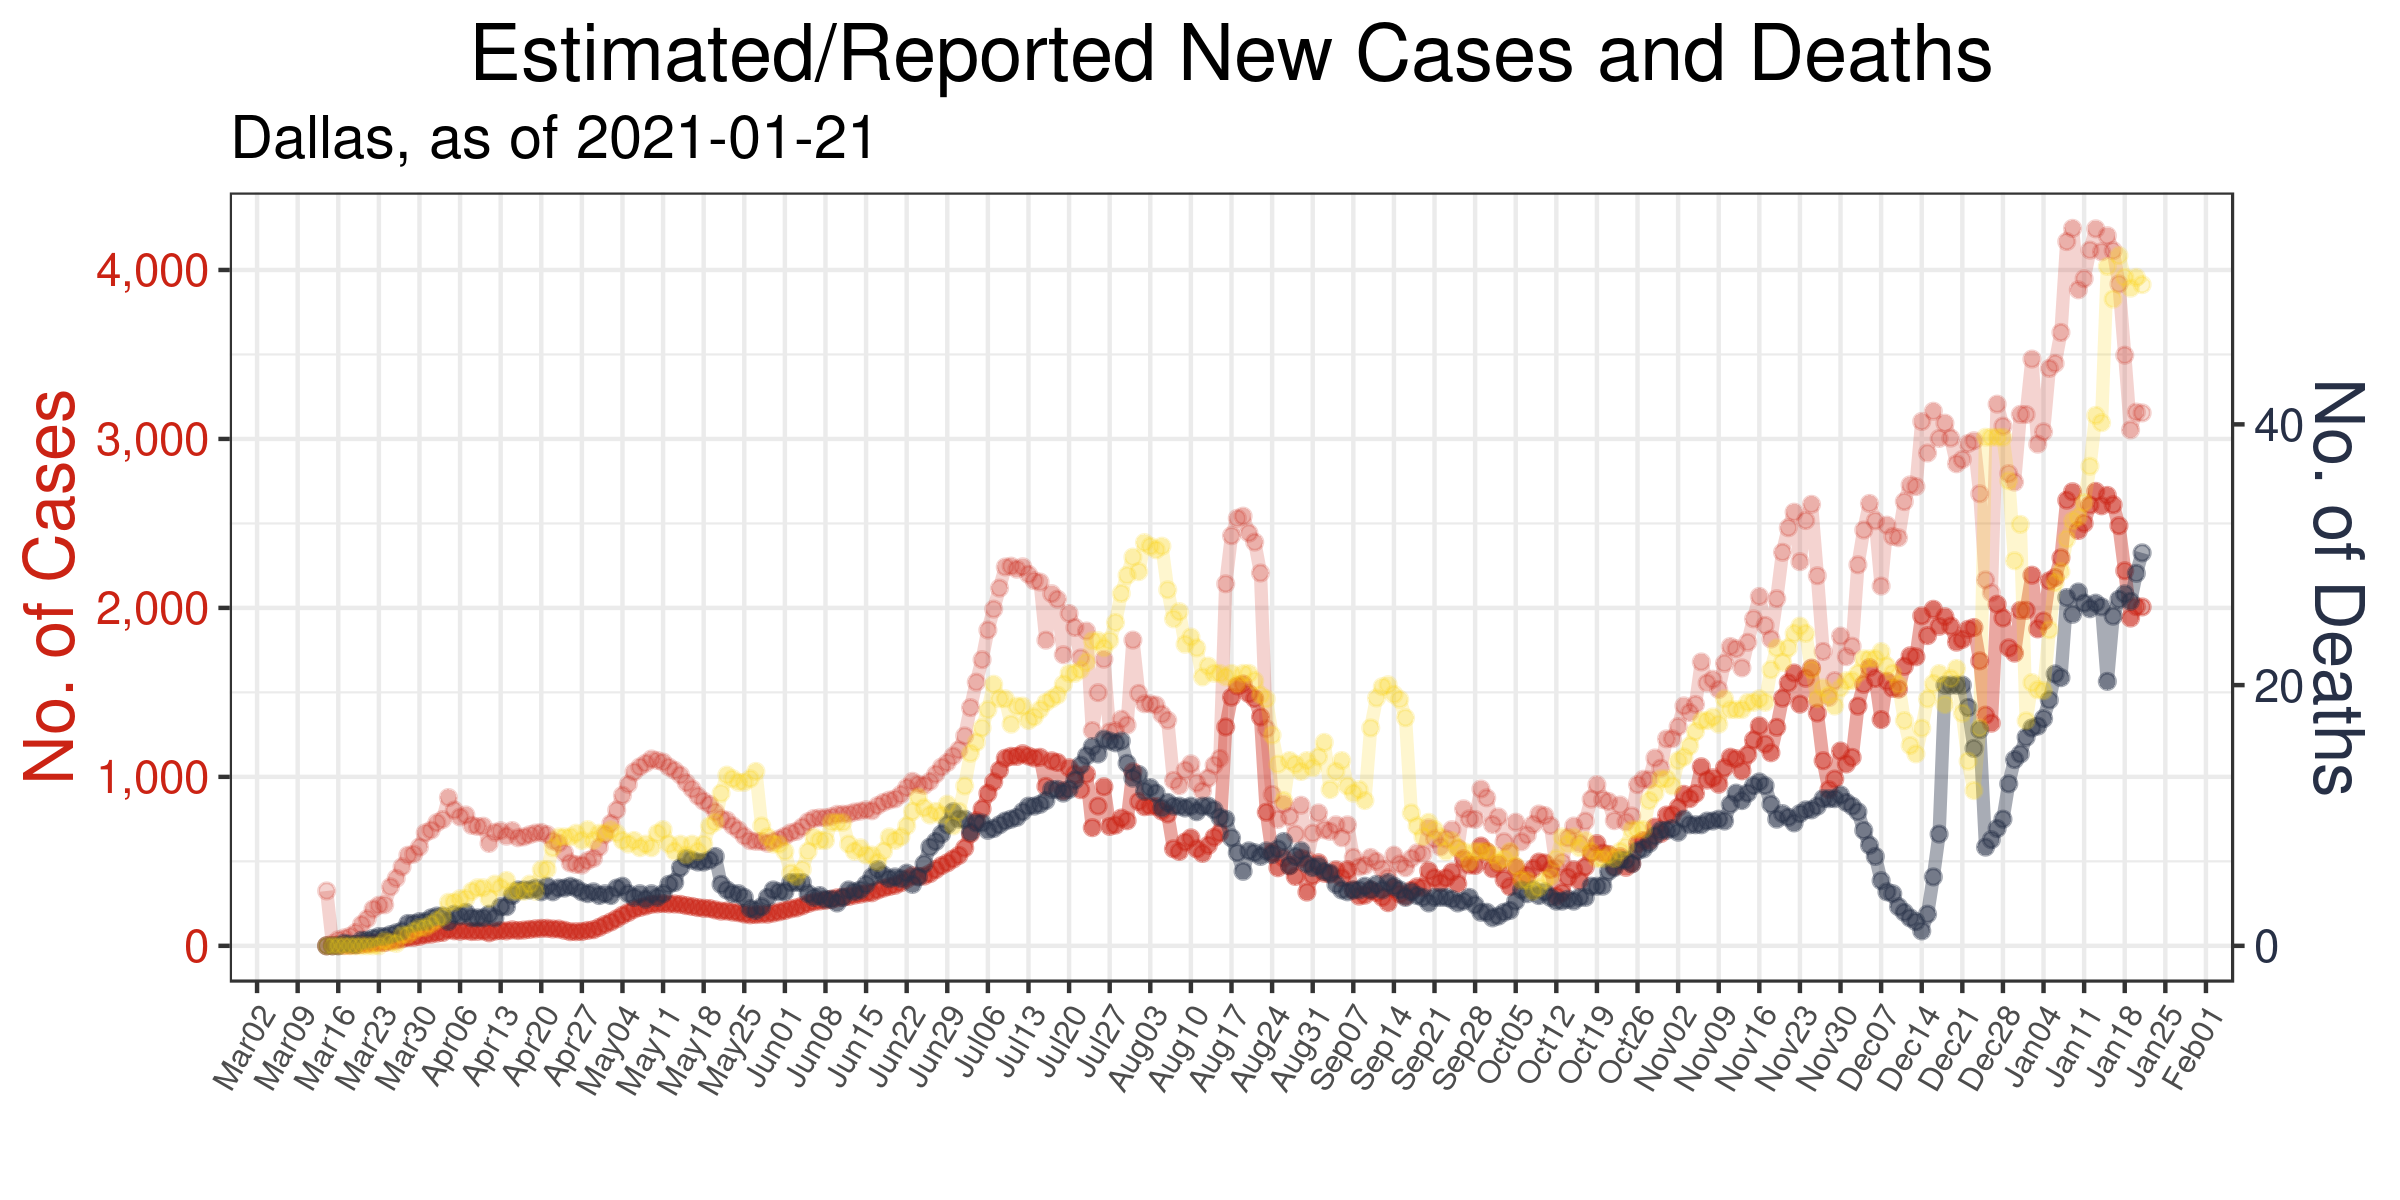 Estimated/Reported New Cases and Deaths
Dallas, as of 2021-01-21
No. of Cases
4,000
3,000
2,000
1,000
0
No. of Deaths
40
20
0
Mar02
Mar09
Mar16
Mar23
Mar30
Apr06
Apr13
Apr20
Apr27
May04
May11
May18
May25
Jun01
Jun08
Jun15
Jun22
Jun29
Jul06
Jul13
Jul20
Jul27
Aug03
Aug10
Aug17
Aug24
Aug31
Sep07
Sep14
Sep21
Sep28
Oct05
Oct12
Oct19
Oct26
Nov02
Nov09
Nov16
Nov23
Nov30
Dec07
Dec14
Dec21
Dec28
Jan04
Jan11
Jan18
Jan25
Feb01